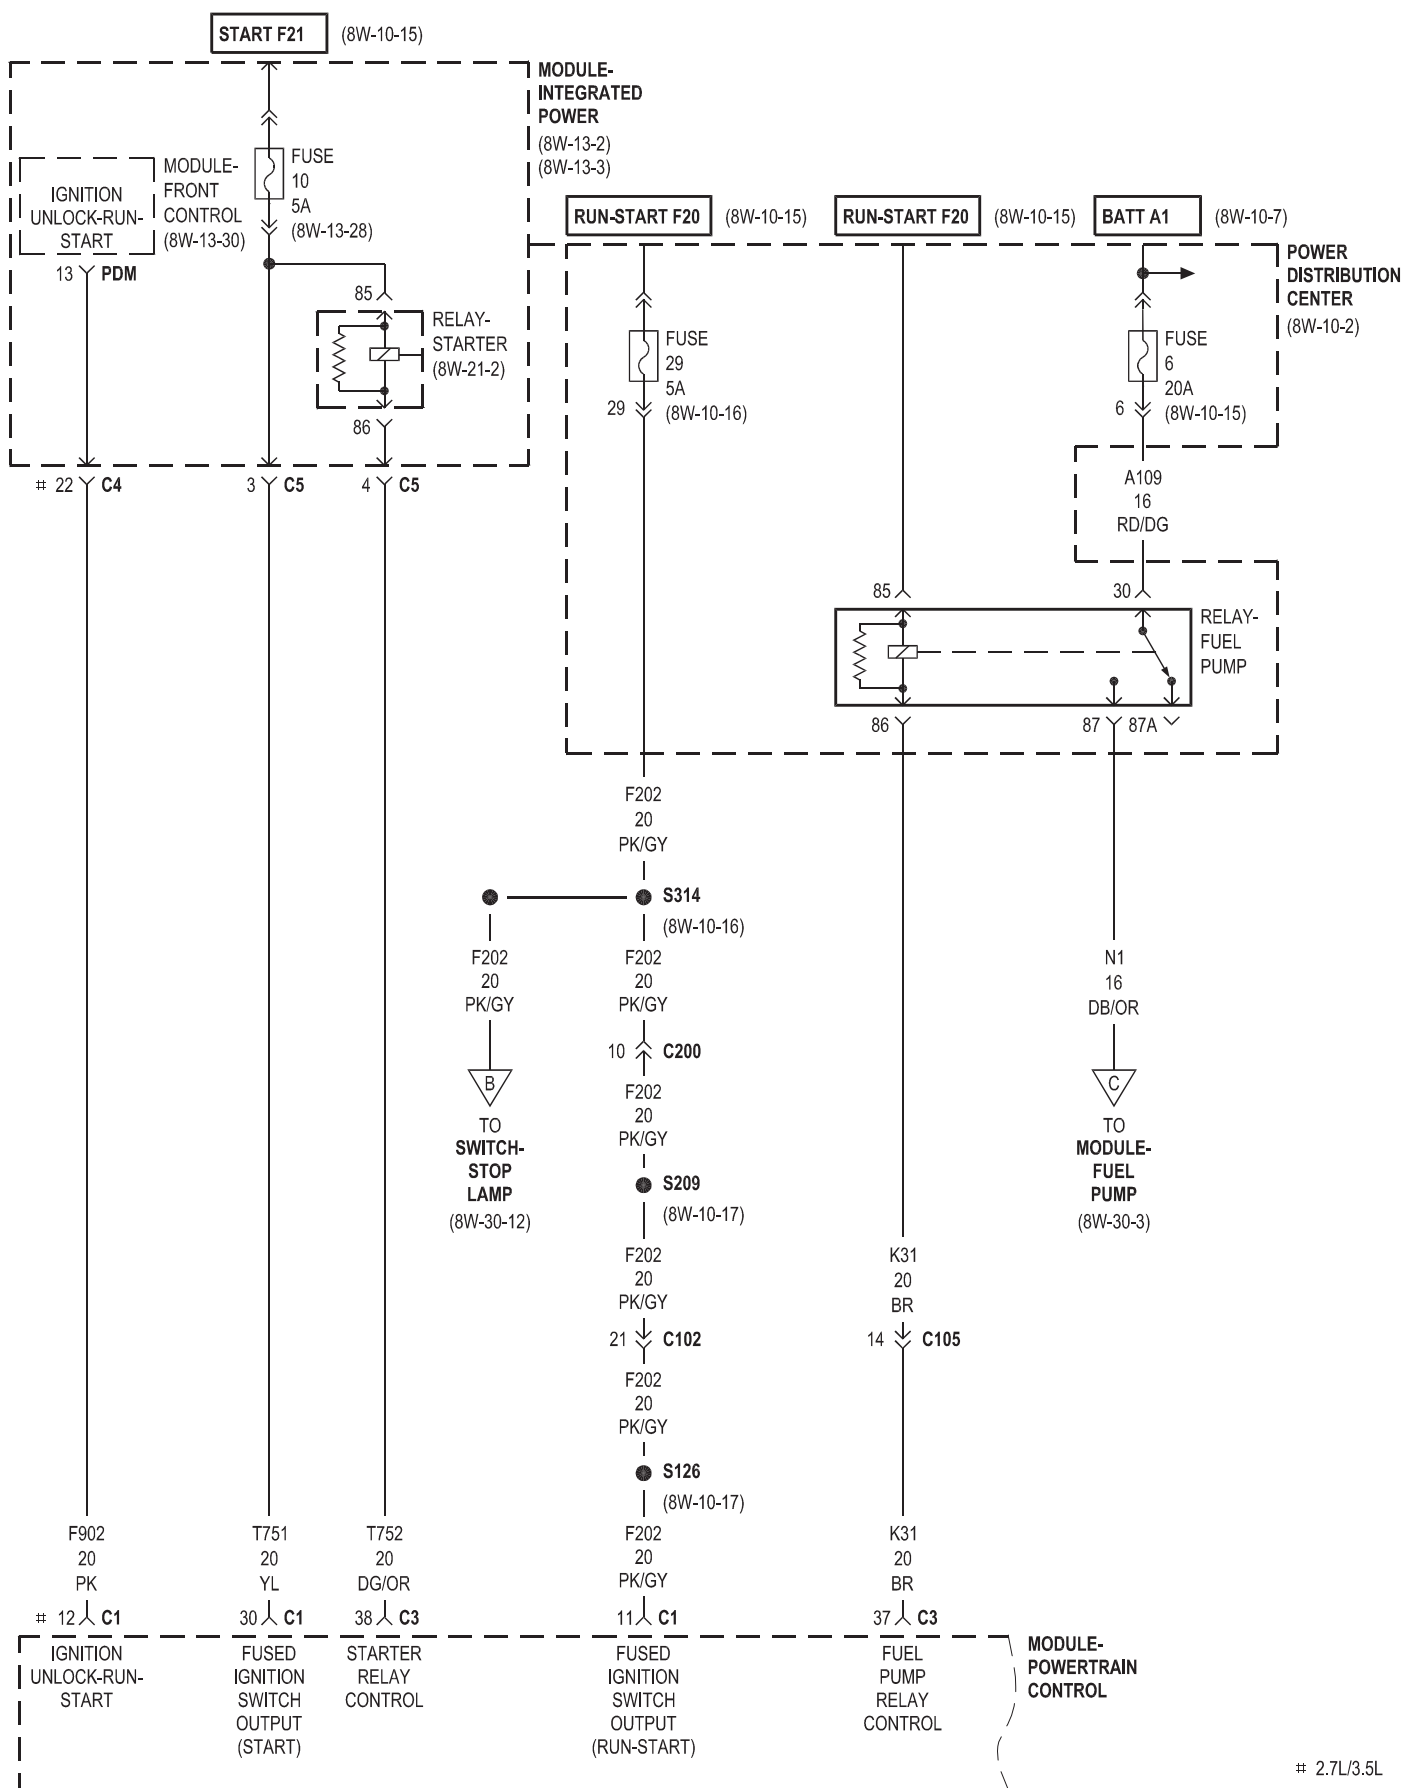 START F21 (8W-10-15)
MODULE-
INTEGRATED
POWER
(8W-13-2)
(8W-13-3)
IGNITION
UNLOCK-RUN-
START
MODULE-
FRONT
CONTROL
(8W-13-30)
13 PDM
FUSE
10
5A
(8W-13-28)
85
RELAY-
STARTER
(8W-21-2)
86
# 22 C4
3 C5
4 C5
RUN-START F20 (8W-10-15)
RUN-START F20 (8W-10-15)
BATT A1 (8W-10-7)
POWER
DISTRIBUTION
CENTER
(8W-10-2)
FUSE
29
5A
29 (8W-10-16)
FUSE
6
20A
6 (8W-10-15)
A109
16
RD/DG
85
30
RELAY-
FUEL
PUMP
86
87 87A
F202
20
PK/GY
S314
(8W-10-16)
F202
20
PK/GY
B
TO
SWITCH-
STOP
LAMP
(8W-30-12)
F202
20
PK/GY
10 C200
F202
20
PK/GY
S209
(8W-10-17)
F202
20
PK/GY
21 C102
F202
20
PK/GY
S126
(8W-10-17)
N1
16
DB/OR
C
TO
MODULE-
FUEL
PUMP
(8W-30-3)
K31
20
BR
14 C105
F902
20
PK
# 12 C1
T751
20
YL
30 C1
T752
20
DG/OR
38 C3
F202
20
PK/GY
11 C1
K31
20
BR
37 C3
IGNITION
UNLOCK-RUN-
START
FUSED
IGNITION
SWITCH
OUTPUT
(START)
STARTER
RELAY
CONTROL
FUSED
IGNITION
SWITCH
OUTPUT
(RUN-START)
FUEL
PUMP
RELAY
CONTROL
MODULE-
POWERTRAIN
CONTROL
# 2.7L/3.5L